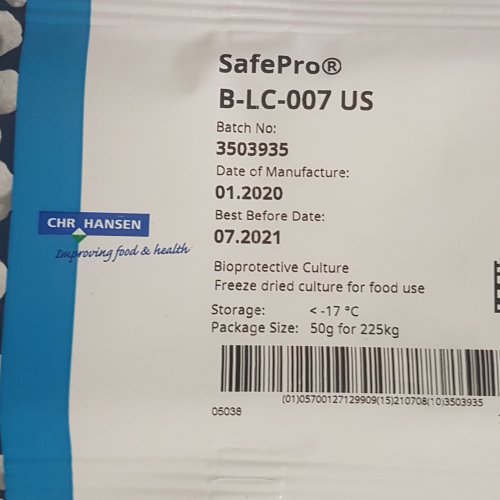 SafePro®
B-LC-007 US
Batch No:
3503935
Date of Manufacture:
01.2020
Best Before Date:
07.2021
CHR HANSEN
Improving food & health
Bioprotective Culture
Freeze dried culture for food use
Storage: < -17 °C
Package Size: 50g for 225kg
(01)05700127129909(15)210708(10)3503935
05038